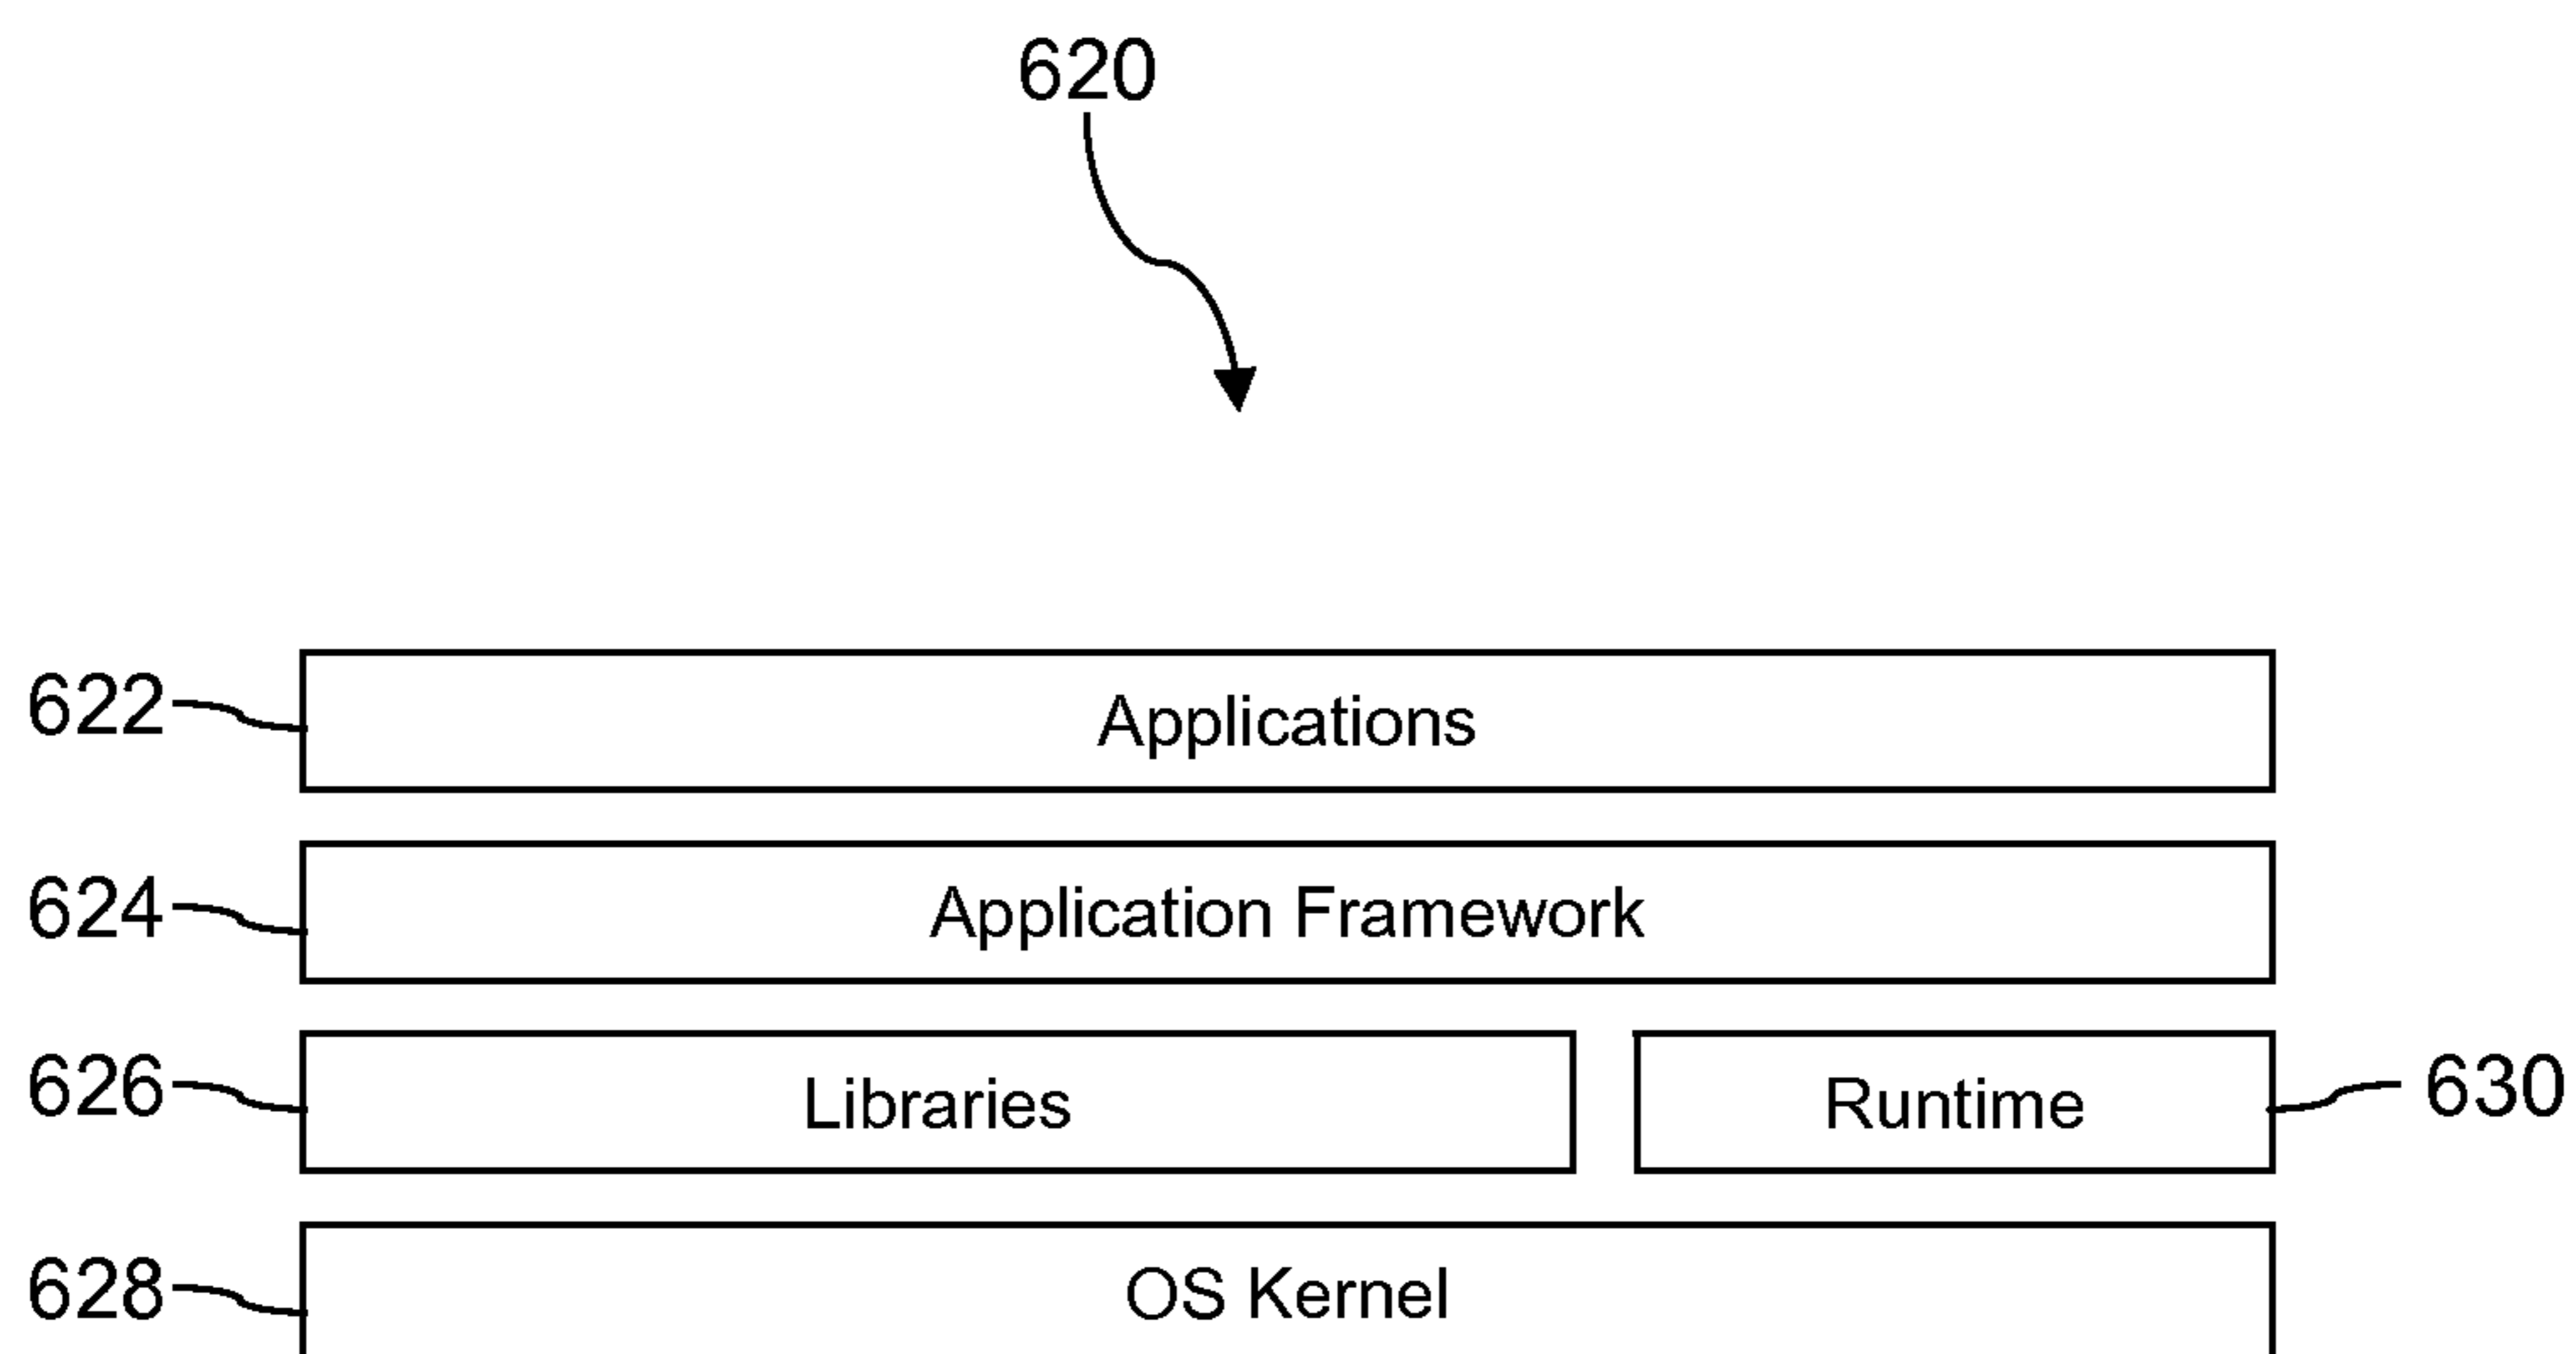 620
622 Applications
624 Application Framework
626 Libraries Runtime 630
628 OS Kernel